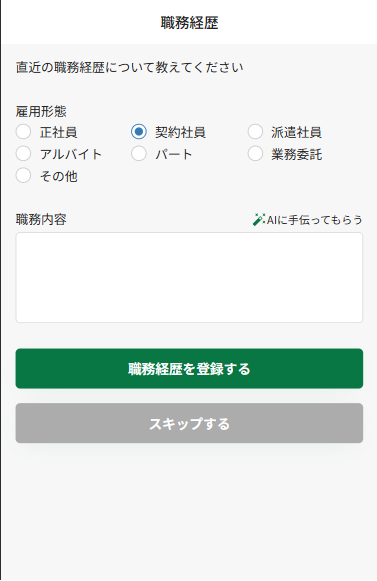 職務経歴
直近の職務経歴について教えてください
雇用形態
正社員 契約社員 派遣社員
アルバイト パート 業務委託
その他
職務内容 AIに手伝ってもらう
職務経歴を登録する
スキップする